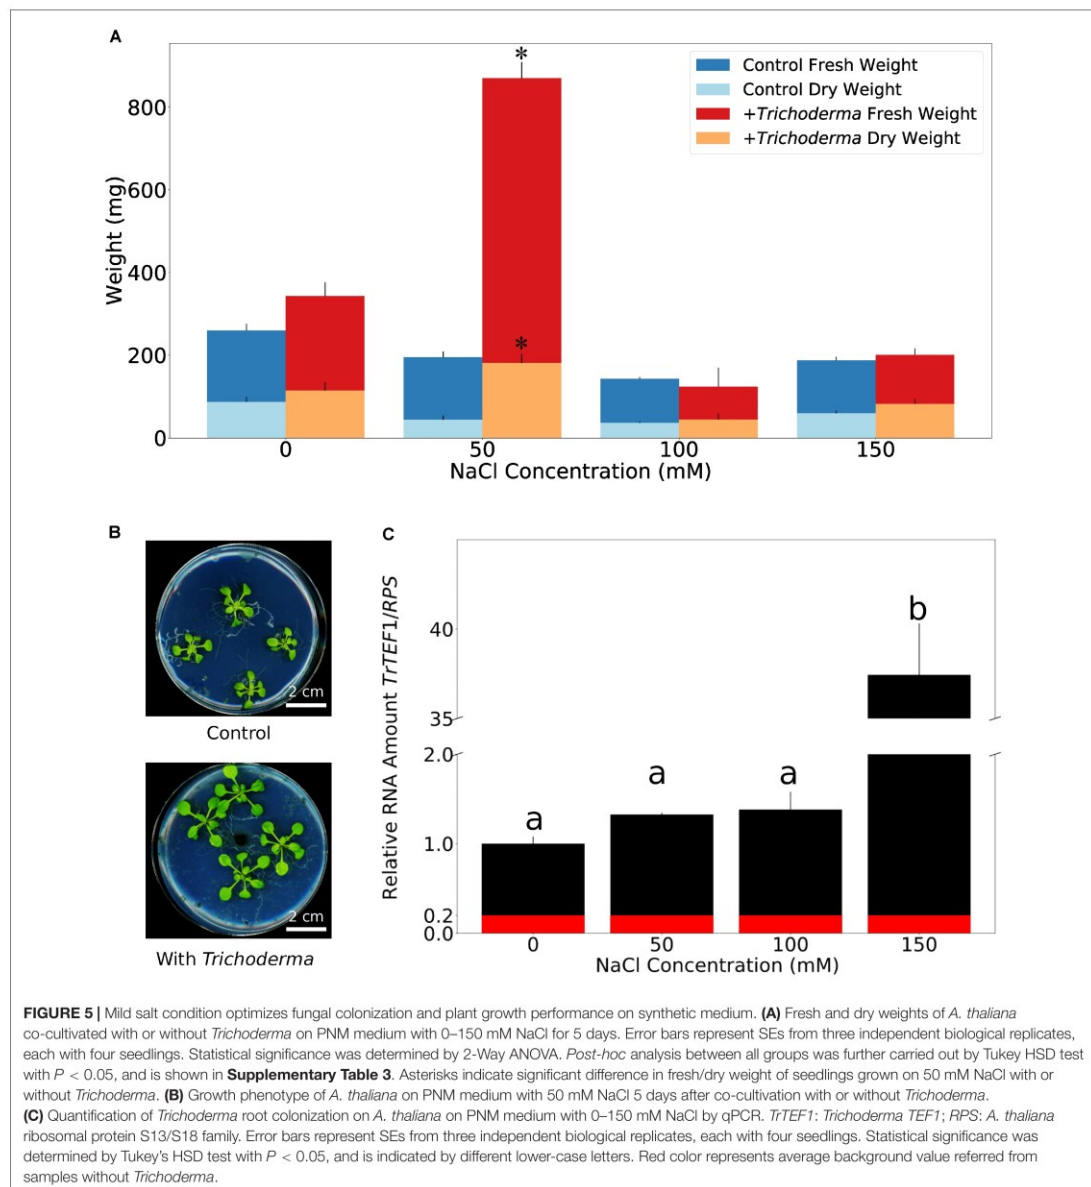 A
*
800
600
400
200
0
Weight (mg)
*
Control Fresh Weight
Control Dry Weight
+Trichoderma Fresh Weight
+Trichoderma Dry Weight
0 50 100 150
NaCl Concentration (mM)
B
2 cm
Control
2 cm
With Trichoderma
C
Relative RNA Amount TrTEF1/RPS
40
35
2.0
1.0
0.2
0.0
a
a
a
b
0 50 100 150
NaCl Concentration (mM)
FIGURE 5 | Mild salt condition optimizes fungal colonization and plant growth performance on synthetic medium. (A) Fresh and dry weights of A. thaliana
co-cultivated with or without Trichoderma on PNM medium with 0–150 mM NaCl for 5 days. Error bars represent SEs from three independent biological replicates,
each with four seedlings. Statistical significance was determined by 2-Way ANOVA. Post-hoc analysis between all groups was further carried out by Tukey HSD test
with P < 0.05, and is shown in Supplementary Table 3. Asterisks indicate significant difference in fresh/dry weight of seedlings grown on 50 mM NaCl with or
without Trichoderma. (B) Growth phenotype of A. thaliana on PNM medium with 50 mM NaCl 5 days after co-cultivation with or without Trichoderma.
(C) Quantification of Trichoderma root colonization on A. thaliana on PNM medium with 0–150 mM NaCl by qPCR. TrTEF1: Trichoderma TEF1; RPS: A. thaliana
ribosomal protein S13/S18 family. Error bars represent SEs from three independent biological replicates, each with four seedlings. Statistical significance was
determined by Tukey's HSD test with P < 0.05, and is indicated by different lower-case letters. Red color represents average background value referred from
samples without Trichoderma.